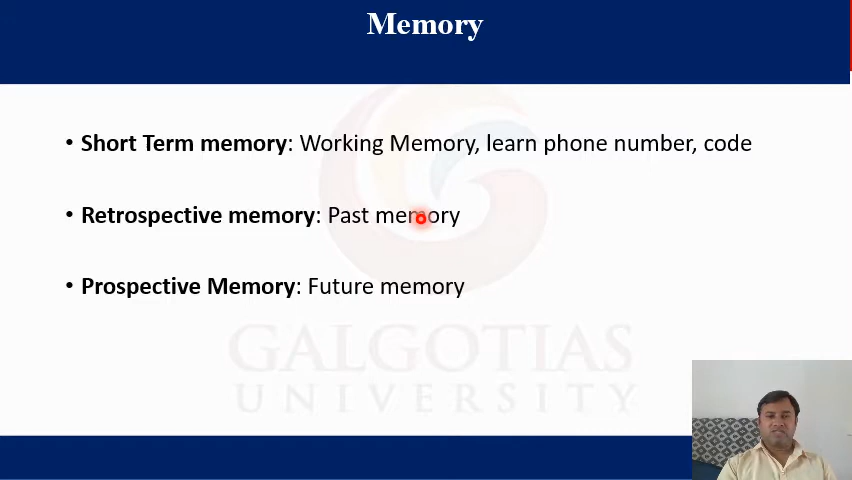 Memory
• Short Term memory: Working Memory, learn phone number, code
• Retrospective memory: Past memory
• Prospective Memory: Future memory
GALGOTIAS
UNIVERSITY